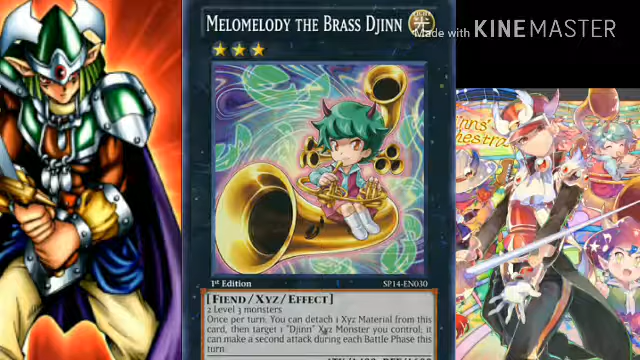 MELOMELODY THE BRASS DJINN
Made with KINEMASTER
1st Edition
SP14-EN030
[FIEND/XYZ/EFFECT]
2 Level 3 monsters
Once per turn: You can detach 1 Xyz Material from this
card, then target 1 "Djinn" Xyz Monster you control; it
can make a second attack during each Battle Phase this
turn.